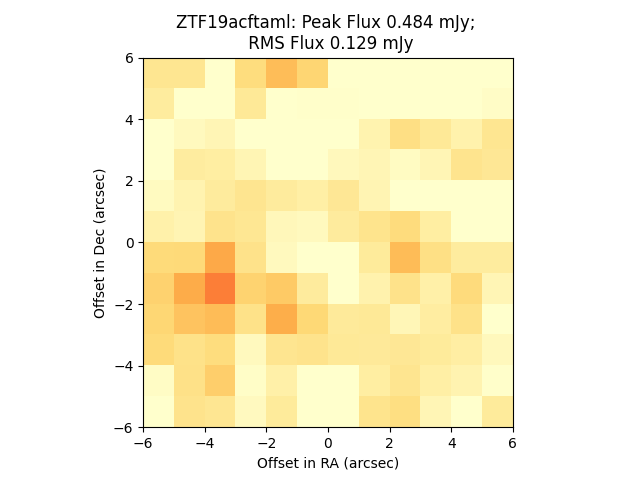 ZTF19acftaml: Peak Flux 0.484 mJy;
RMS Flux 0.129 mJy
6
4
2
0
−2
−4
−6
Offset in Dec (arcsec)
−6 −4 −2 0 2 4 6
Offset in RA (arcsec)